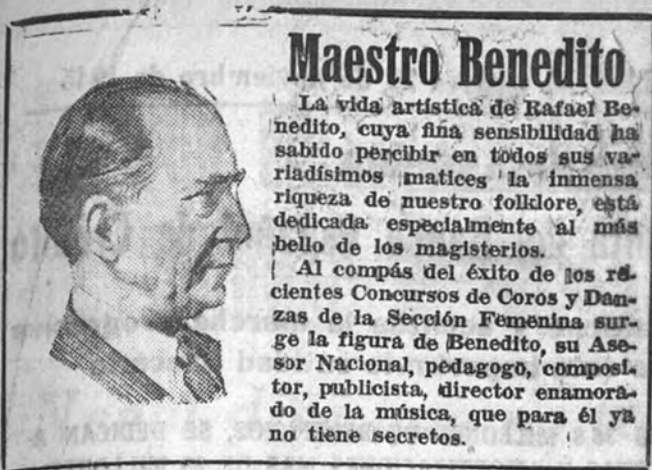 Maestro Benedito
La vida artística de Rafael Be-
nedito, cuya fina sensibilidad ha
sabido percibir en todos sus va-
riadísimos matices la inmensa
riqueza de nuestro folklore, está
dedicada especialmente al más
bello de los magisterios.
Al compás del éxito de los re-
cientes Concursos de Coros y Dan-
zas de la Sección Femenina sur-
ge la figura de Benedito, su Ase-
sor Nacional, pedagogo, composi-
tor, publicista, director enamora-
do de la música, que para él ya
no tiene secretos.